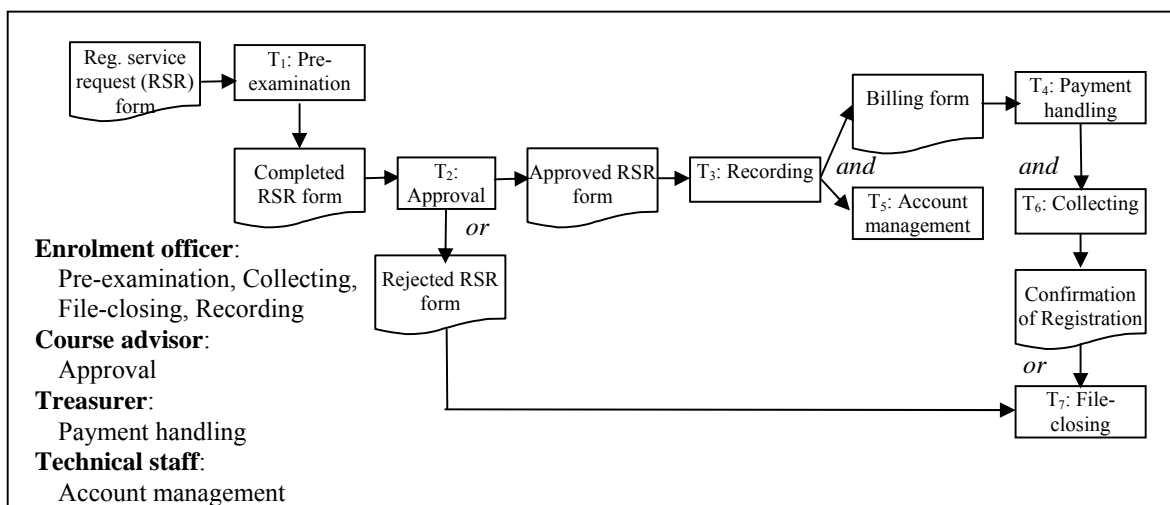 Reg. service
request (RSR)
form
T1: Pre-
examination
Completed
RSR form
T2:
Approval
or
Approved RSR
form
Rejected RSR
form
T3: Recording
and
Billing form
T4: Payment
handling
T5: Account
management
and
T6: Collecting
Confirmation
of Registration
or
T7: File-
closing
Enrolment officer:
Pre-examination, Collecting,
File-closing, Recording
Course advisor:
Approval
Treasurer:
Payment handling
Technical staff:
Account management